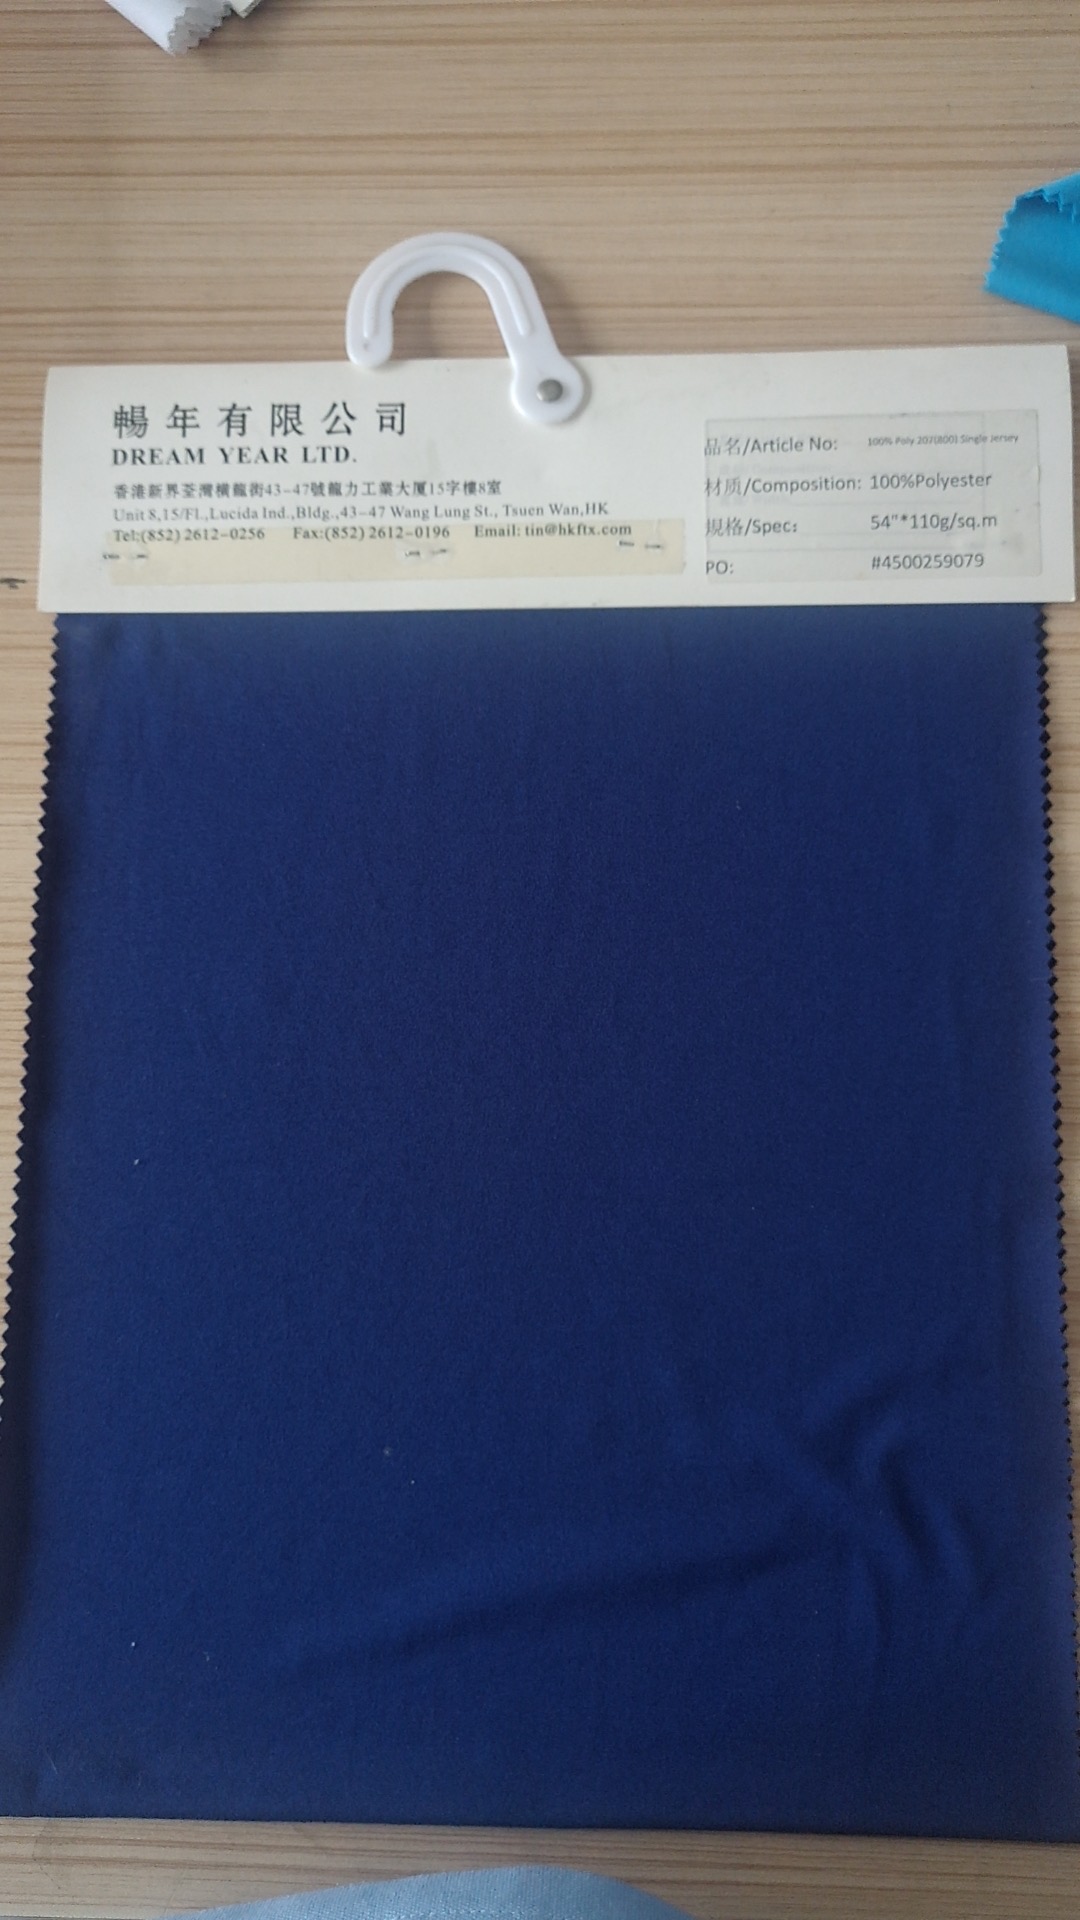 暢年有限公司
DREAM YEAR LTD.
香港新界荃灣橫龍街43-47號龍力工業大厦15字樓8室
Unit 8,15/Fl.,Lucida Ind.,Bldg.,43-47 Wang Lung St., Tsuen Wan,HK
Tel:(852) 2612-0256 Fax:(852) 2612-0196 Email: tin@hkftx.com
品名/Article No: 100% Poly 207(800) Single Jersey
材质/Composition: 100%Polyester
規格/Spec: 54"*110g/sq.m
PO: #4500259079